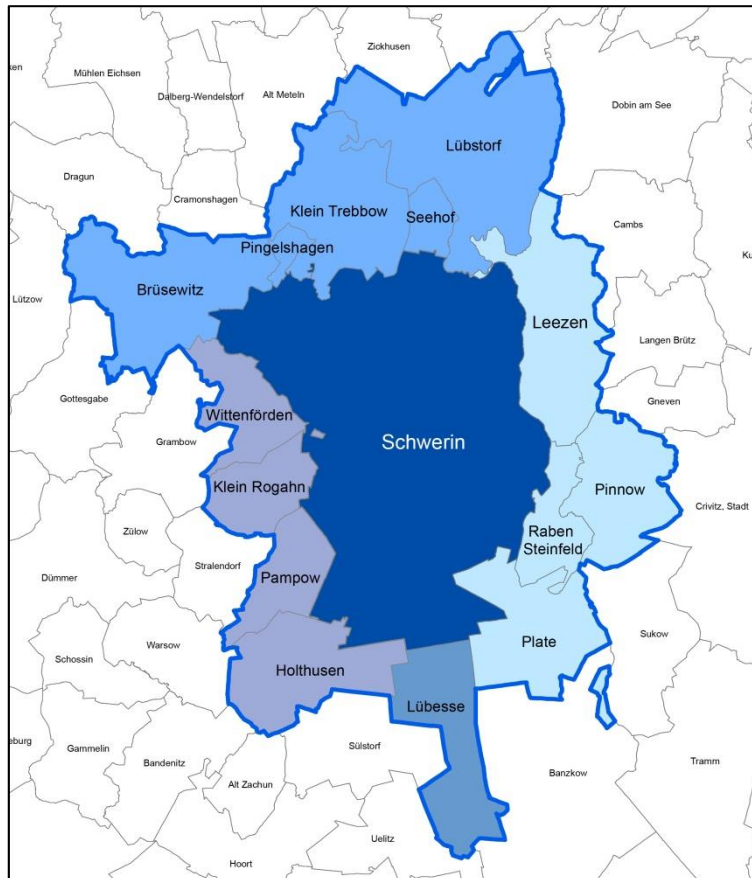 Zickhusen
Mühlen Eichsen
Dalberg-Wendelstorf
Alt Meteln
Dobin am See
Lübstorf
Dragun
Cramonshagen
Klein Trebbow
Seehof
Cambs
Pingelshagen
Brüsewitz
Lützow
Leezen
Langen Brütz
Gottesgabe
Gneven
Wittenförden
Grambow
Schwerin
Klein Rogahn
Pinnow
Crivitz, Stadt
Zülow
Raben
Steinfeld
Stralendorf
Pampow
Dümmer
Plate
Sukow
Warsow
Schossin
Holthusen
Lübesse
Sülstorf
Gammelin
Bandenitz
Alt Zachun
Banzkow
Tramm
Uelitz
Hoort